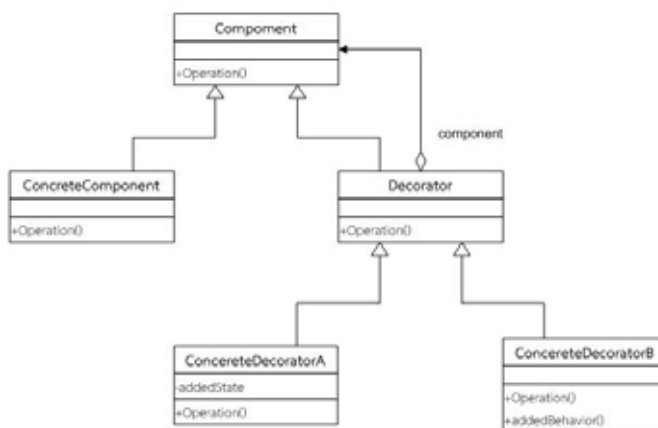 Compoment
+Operation()
component
ConcreteComponent
+Operation()
Decorator
+Operation()
ConcereteDecoratorA
-addedState
+Operation()
ConcereteDecoratorB
+Operation()
+addedBehavior()